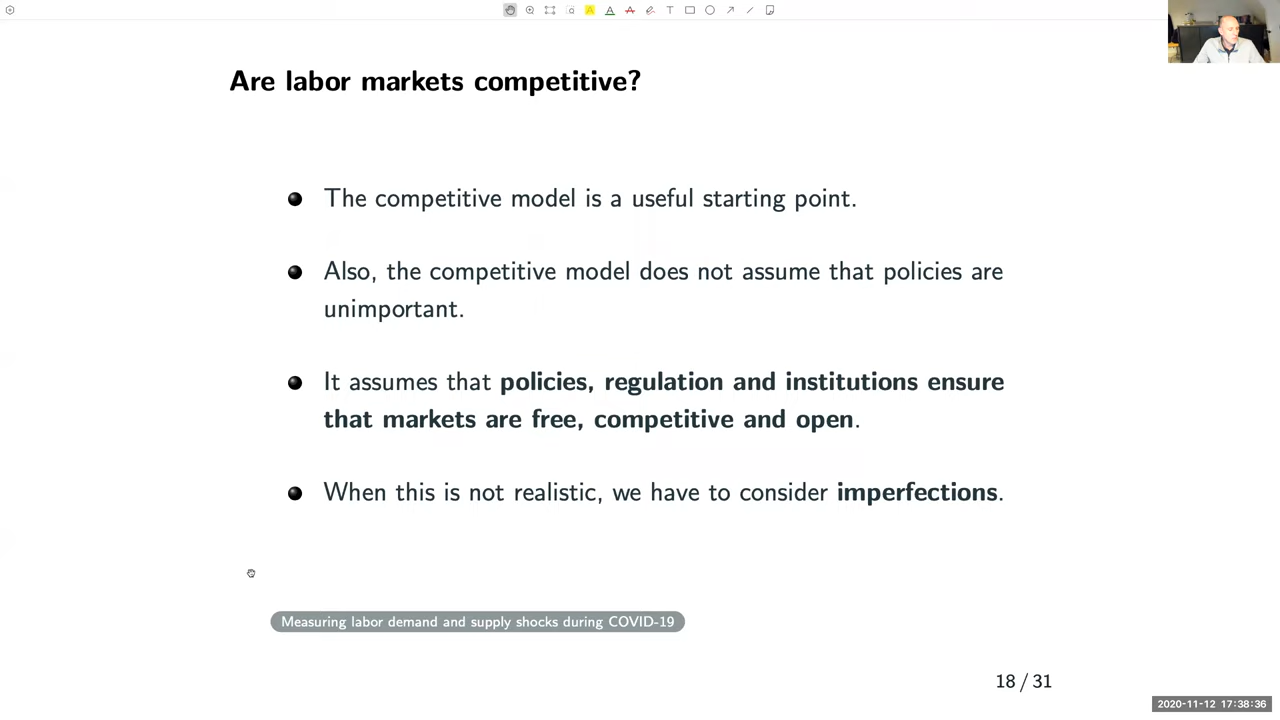 Are labor markets competitive?
The competitive model is a useful starting point.
Also, the competitive model does not assume that policies are
unimportant.
It assumes that policies, regulation and institutions ensure
that markets are free, competitive and open.
When this is not realistic, we have to consider imperfections.
Measuring labor demand and supply shocks during COVID-19
18 / 31
2020-11-12 17:38:36